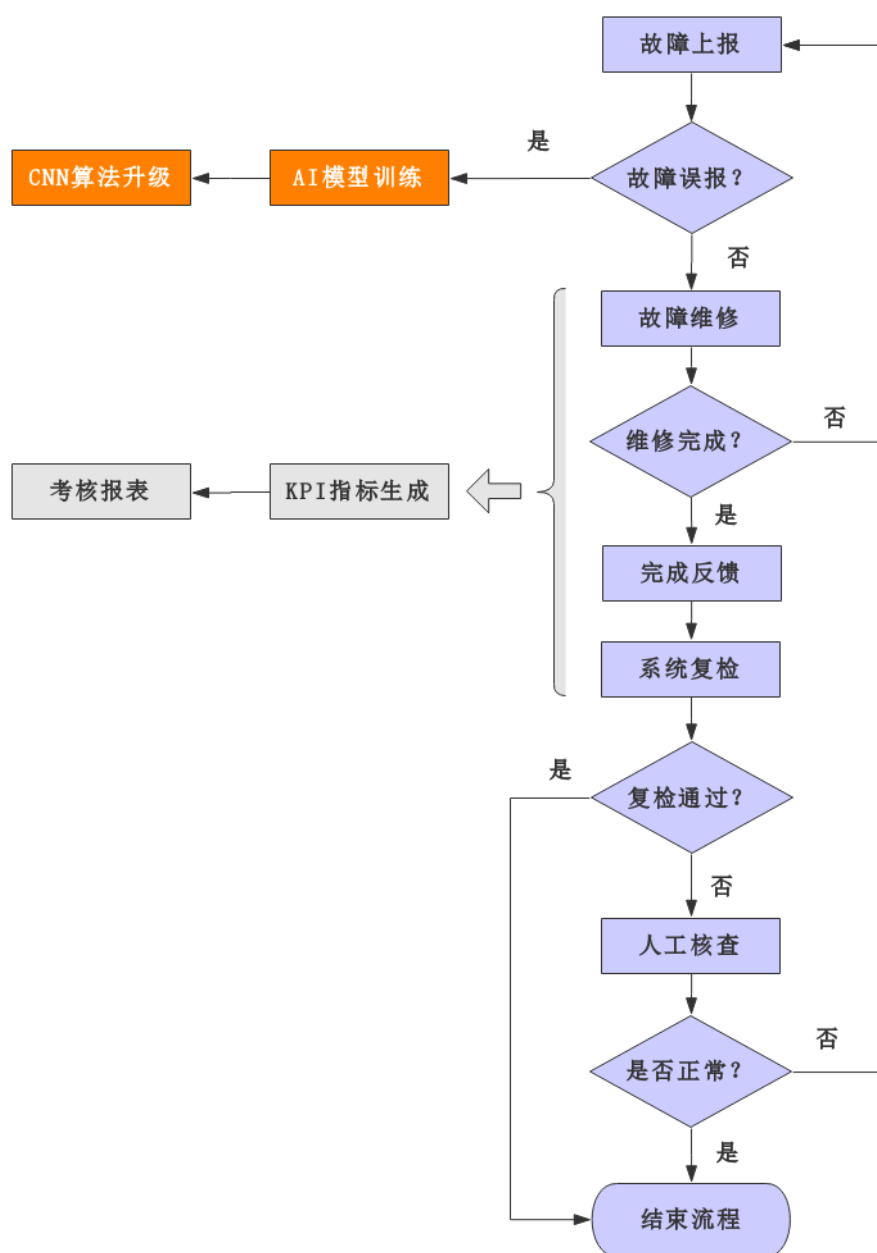 故障上报
是
CNN算法升级
AI模型训练
故障误报？
否
故障维修
否
维修完成？
考核报表
KPI指标生成
是
完成反馈
系统复检
是
复检通过？
否
人工核查
否
是否正常？
是
结束流程